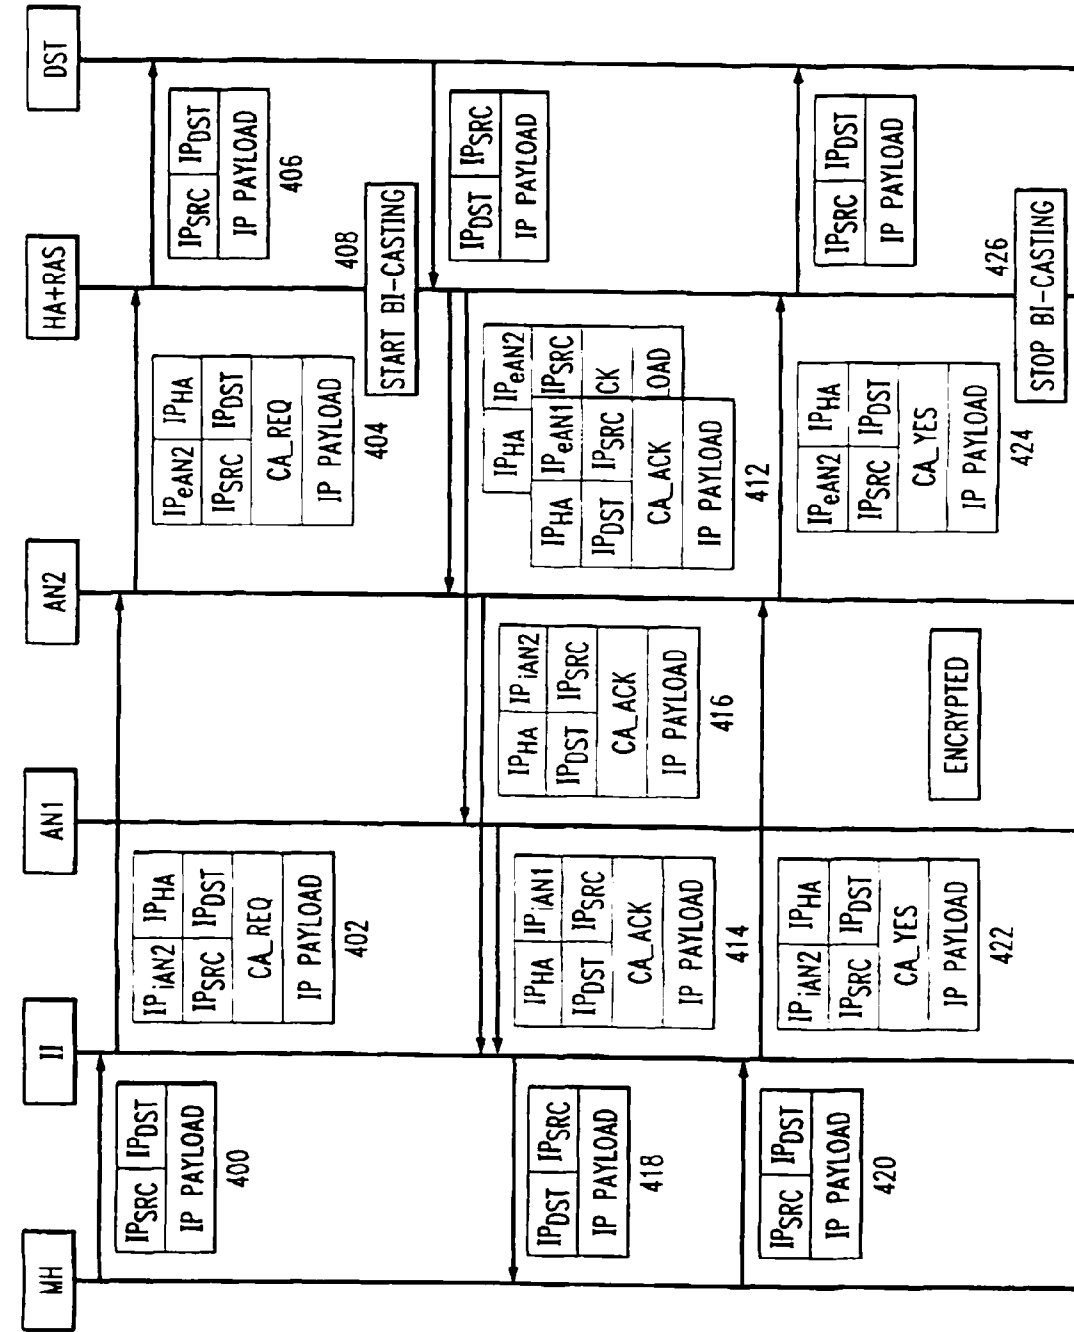 MH
II
AN1
AN2
HA+RAS
DST
IPSRC IPDST
IP PAYLOAD
400
IPiAN2 IPHA
IPSRC IPDST
CA_REQ
IP PAYLOAD
402
IPeAN2 IPHA
IPSRC IPDST
CA_REQ
IP PAYLOAD
404
IPSRC IPDST
IP PAYLOAD
406
408
START BI-CASTING
IPDST IPSRC
IP PAYLOAD
IPHA IPeAN2
IPSRC
CK
LOAD
IPHA IPeAN1
IPDST IPSRC
CA_ACK
IP PAYLOAD
412
IPHA IPiAN2
IPDST IPSRC
CA_ACK
IP PAYLOAD
416
IPHA IPiAN1
IPDST IPSRC
CA_ACK
IP PAYLOAD
414
IPDST IPSRC
IP PAYLOAD
418
IPSRC IPDST
IP PAYLOAD
420
IPiAN2 IPHA
IPSRC IPDST
CA_YES
IP PAYLOAD
422
ENCRYPTED
IPeAN2 IPHA
IPSRC IPDST
CA_YES
IP PAYLOAD
424
IPSRC IPDST
IP PAYLOAD
426
STOP BI-CASTING